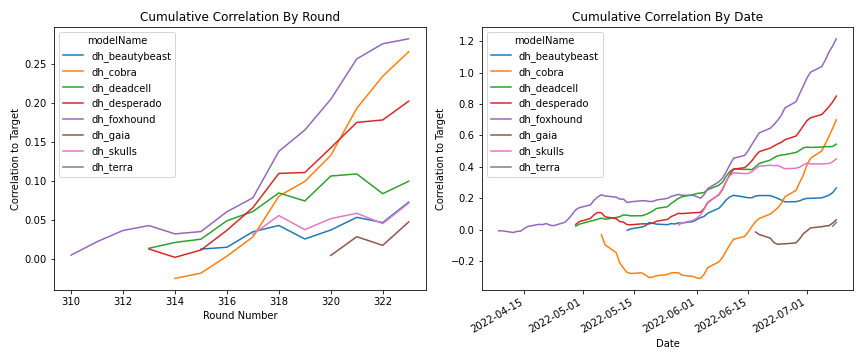 Cumulative Correlation By Round
Correlation to Target
0.25
0.20
0.15
0.10
0.05
0.00
modelName
dh_beautybeast
dh_cobra
dh_deadcell
dh_desperado
dh_foxhound
dh_gaia
dh_skulls
dh_terra
310 312 314 316 318 320 322
Round Number
Cumulative Correlation By Date
Correlation to Target
1.2
1.0
0.8
0.6
0.4
0.2
0.0
−0.2
modelName
dh_beautybeast
dh_cobra
dh_deadcell
dh_desperado
dh_foxhound
dh_gaia
dh_skulls
dh_terra
2022-04-15 2022-05-01 2022-05-15 2022-06-01 2022-06-15 2022-07-01
Date